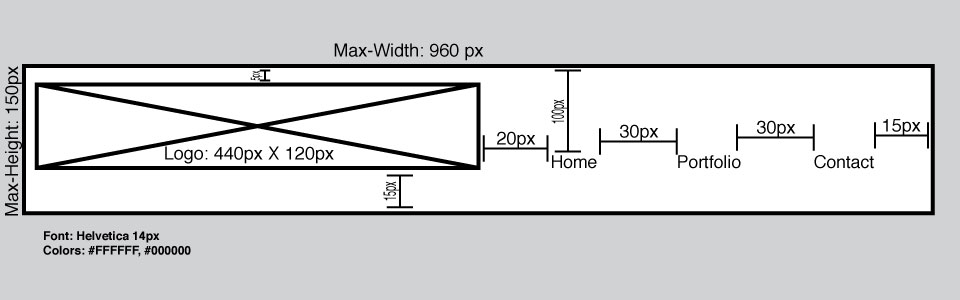 Max-Width: 960 px
Max-Height: 150px
5px
100px
Logo: 440px X 120px
20px
30px
30px
15px
Home
Portfolio
Contact
15px
Font: Helvetica 14px
Colors: #FFFFFF, #000000